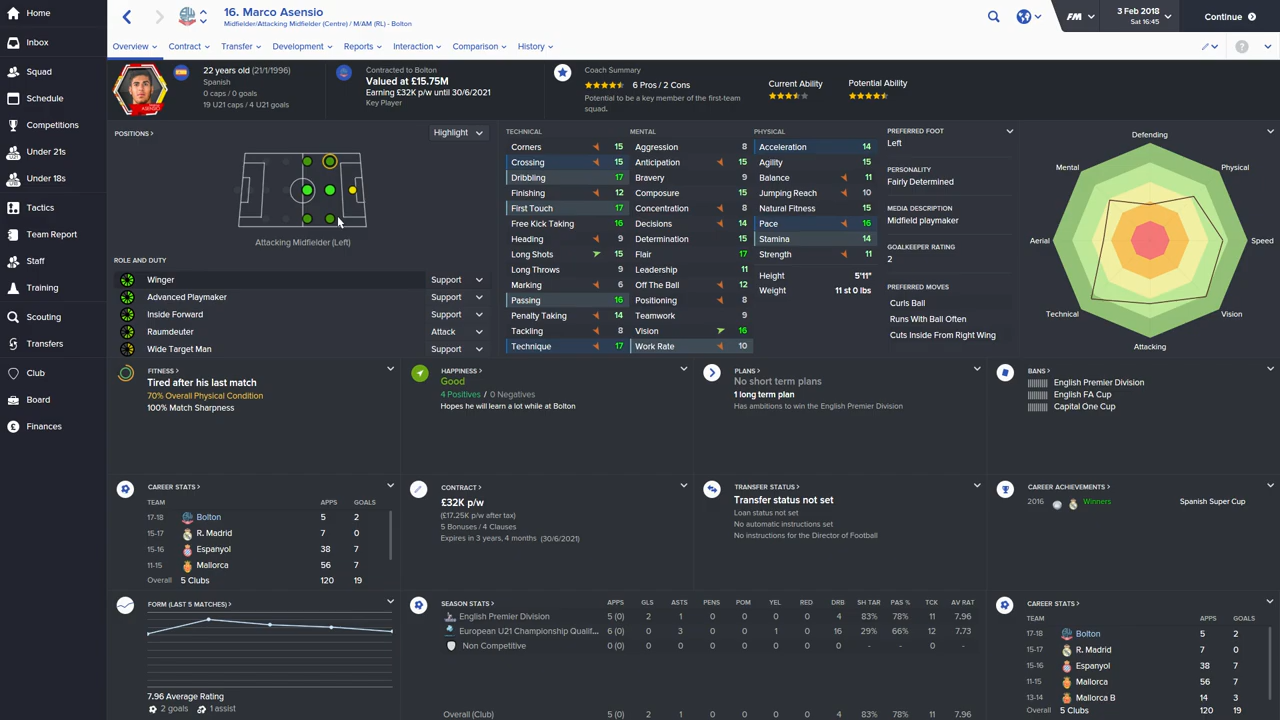 Home
Inbox
Squad
Schedule
Competitions
Under 21s
Under 18s
Tactics
Team Report
Staff
Training
Scouting
Transfers
Club
Board
Finances
16. Marco Asensio
Midfielder/Attacking Midfielder (Centre) / M/AM (RL) - Bolton
FM
3 Feb 2018
Sat 16:45
Continue
Overview Contract Transfer Development Reports Interaction Comparison History
22 years old (21/1/1996)
Spanish
0 caps / 0 goals
19 U21 caps / 4 U21 goals
Contracted to Bolton
Valued at £15.75M
Earning £32K p/w until 30/6/2021
Key Player
Coach Summary
6 Pros / 2 Cons
Potential to be a key member of the first-team
squad.
Current Ability
Potential Ability
POSITIONS >
Highlight
Attacking Midfielder (Left)
ROLE AND DUTY
Winger Support
Advanced Playmaker Support
Inside Forward Support
Raumdeuter Attack
Wide Target Man Support
TECHNICAL
Corners 15
Crossing 15
Dribbling 17
Finishing 12
First Touch 17
Free Kick Taking 16
Heading 9
Long Shots 15
Long Throws 9
Marking 6
Passing 16
Penalty Taking 14
Tackling 8
Technique 17
MENTAL
Aggression 8
Anticipation 15
Bravery 9
Composure 15
Concentration 8
Decisions 14
Determination 15
Flair 17
Leadership 11
Off The Ball 12
Positioning 8
Teamwork 9
Vision 16
Work Rate 10
PHYSICAL
Acceleration 14
Agility 15
Balance 11
Jumping Reach 10
Natural Fitness 15
Pace 16
Stamina 14
Strength 11
Height 5'11"
Weight 11 st 0 lbs
PREFERRED FOOT
Left
PERSONALITY
Fairly Determined
MEDIA DESCRIPTION
Midfield playmaker
GOALKEEPER RATING
2
PREFERRED MOVES
Curls Ball
Runs With Ball Often
Cuts Inside From Right Wing
Defending
Physical
Speed
Vision
Attacking
Technical
Aerial
Mental
FITNESS >
Tired after his last match
70% Overall Physical Condition
100% Match Sharpness
HAPPINESS >
Good
4 Positives / 0 Negatives
Hopes he will learn a lot while at Bolton
PLANS >
No short term plans
1 long term plan
Has ambitions to win the English Premier Division
BANS >
English Premier Division
English FA Cup
Capital One Cup
CAREER STATS >
TEAM APPS GOALS
17-18 Bolton 5 2
15-17 R. Madrid 7 0
15-16 Espanyol 38 7
11-15 Mallorca 56 7
Overall 5 Clubs 120 19
CONTRACT >
£32K p/w
(£17.25K p/w after tax)
5 Bonuses / 4 Clauses
Expires in 3 years, 4 months (30/6/2021)
TRANSFER STATUS >
Transfer status not set
Loan status not set
No automatic instructions set
No instructions for the Director of Football
CAREER ACHIEVEMENTS >
2016 Winners Spanish Super Cup
FORM (LAST 5 MATCHES) >
7.96 Average Rating
2 goals 1 assist
SEASON STATS > APPS GLS ASTS PENS POM YEL RED DRB SH TAR PAS % TCK AV RAT
English Premier Division 5 (0) 2 1 0 0 0 0 4 83% 78% 11 7.96
European U21 Championship Qualif... 6 (0) 0 3 0 0 1 0 16 29% 66% 12 7.73
Non Competitive 0 (0) 0 0 0 0 0 0 0 - - 0 -
Overall (Club) 5 (0) 2 1 0 0 0 0 4 83% 78% 11 7.96
CAREER STATS >
TEAM APPS GOALS
17-18 Bolton 5 2
15-17 R. Madrid 7 0
15-16 Espanyol 38 7
11-15 Mallorca 56 7
13-14 Mallorca B 14 3
Overall 5 Clubs 120 19